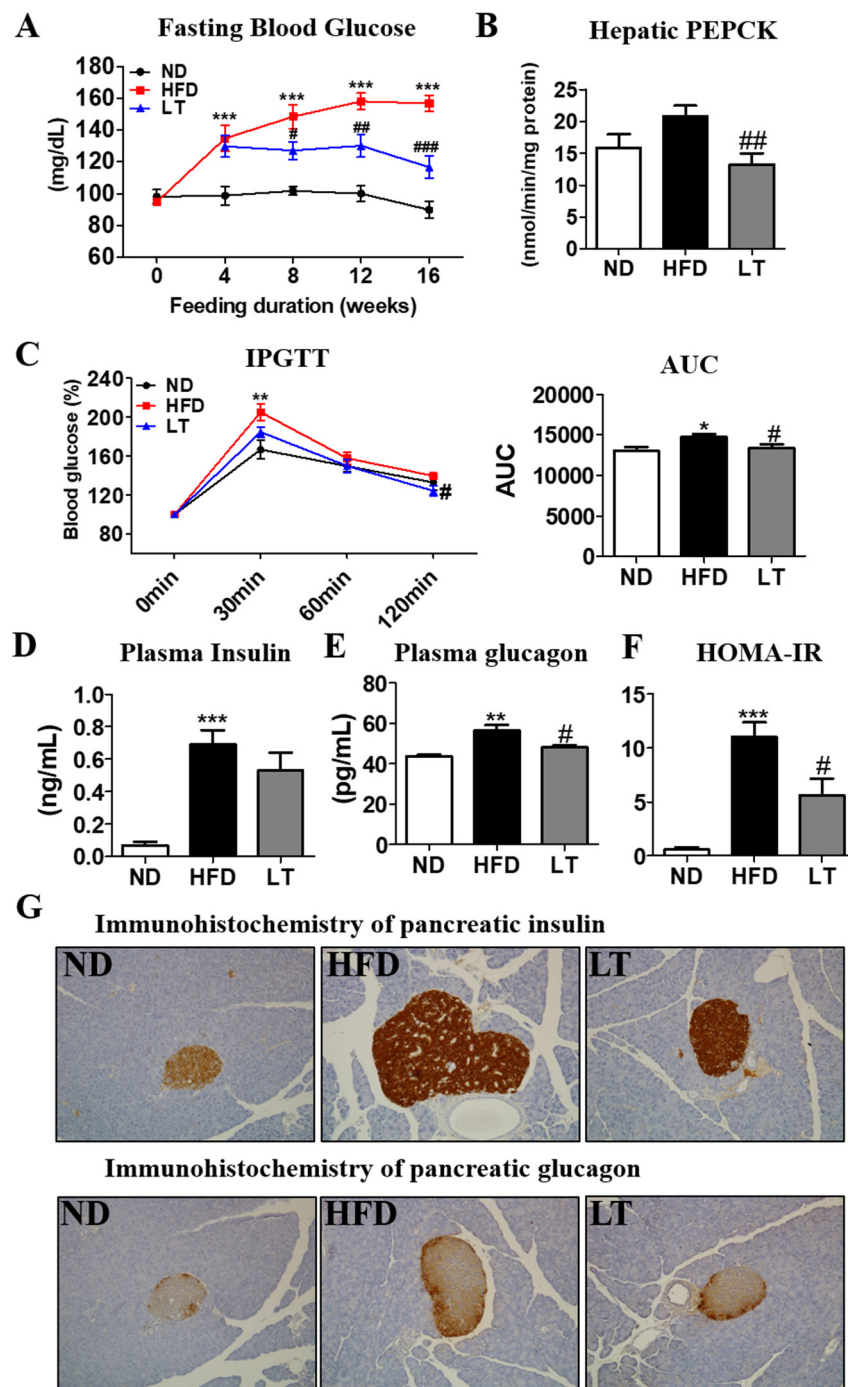 A
Fasting Blood Glucose
ND
HFD
LT
(mg/dL)
180
160
140
120
100
80
60
***
***
***
***
#
##
###
0 4 8 12 16
Feeding duration (weeks)
B
Hepatic PEPCK
(nmol/min/mg protein)
25
20
15
10
5
0
##
ND HFD LT
C
IPGTT
ND
HFD
LT
Blood glucose (%)
240
200
160
120
80
**
#
0min 30min 60min 120min
AUC
AUC
20000
15000
10000
5000
0
*
#
ND HFD LT
D
Plasma Insulin
(ng/mL)
1.0
0.8
0.6
0.4
0.2
0.0
***
ND HFD LT
E
Plasma glucagon
(pg/mL)
80
60
40
20
0
**
#
ND HFD LT
F
HOMA-IR
15
10
5
0
***
#
ND HFD LT
G
Immunohistochemistry of pancreatic insulin
ND HFD LT
Immunohistochemistry of pancreatic glucagon
ND HFD LT